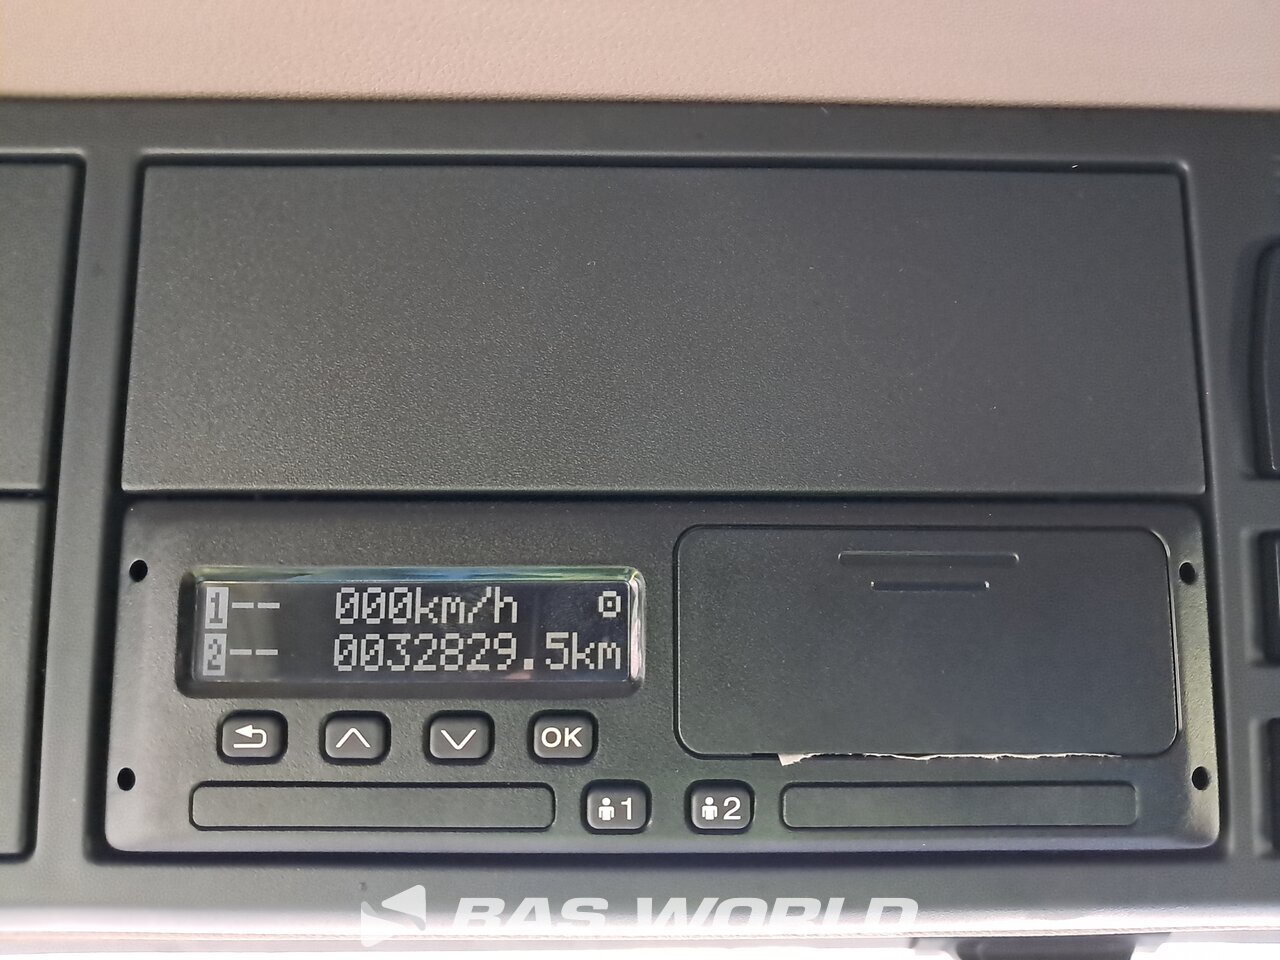 1-- 000km/h
2-- 0032829.5km
OK
1 2
BAS WORLD